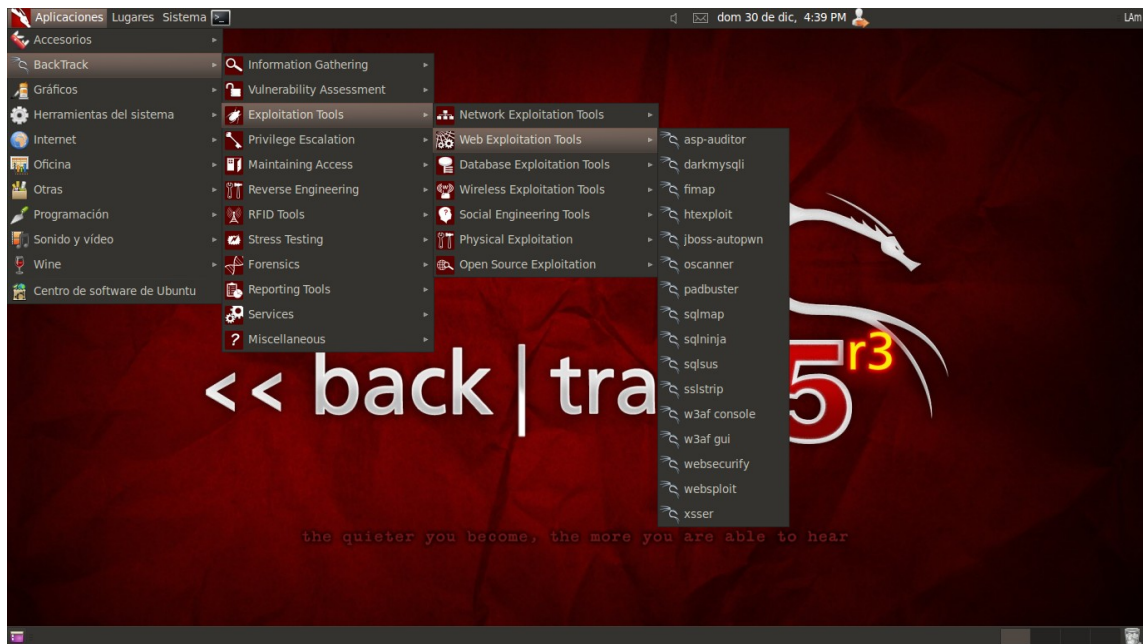 Aplicaciones Lugares Sistema
dom 30 de dic, 4:39 PM
LAm
Accesorios
BackTrack
Gráficos
Herramientas del sistema
Internet
Oficina
Otras
Programación
Sonido y vídeo
Wine
Centro de software de Ubuntu
Information Gathering
Vulnerability Assessment
Exploitation Tools
Privilege Escalation
Maintaining Access
Reverse Engineering
RFID Tools
Stress Testing
Forensics
Reporting Tools
Services
Miscellaneous
Network Exploitation Tools
Web Exploitation Tools
Database Exploitation Tools
Wireless Exploitation Tools
Social Engineering Tools
Physical Exploitation
Open Source Exploitation
asp-auditor
darkmysqli
fimap
htexploit
jboss-autopwn
oscanner
padbuster
sqlmap
sqlninja
sqlsus
sslstrip
w3af console
w3af gui
websecurify
websploit
xsser
<< back | tra 5 r3
the quieter you become, the more you are able to hear